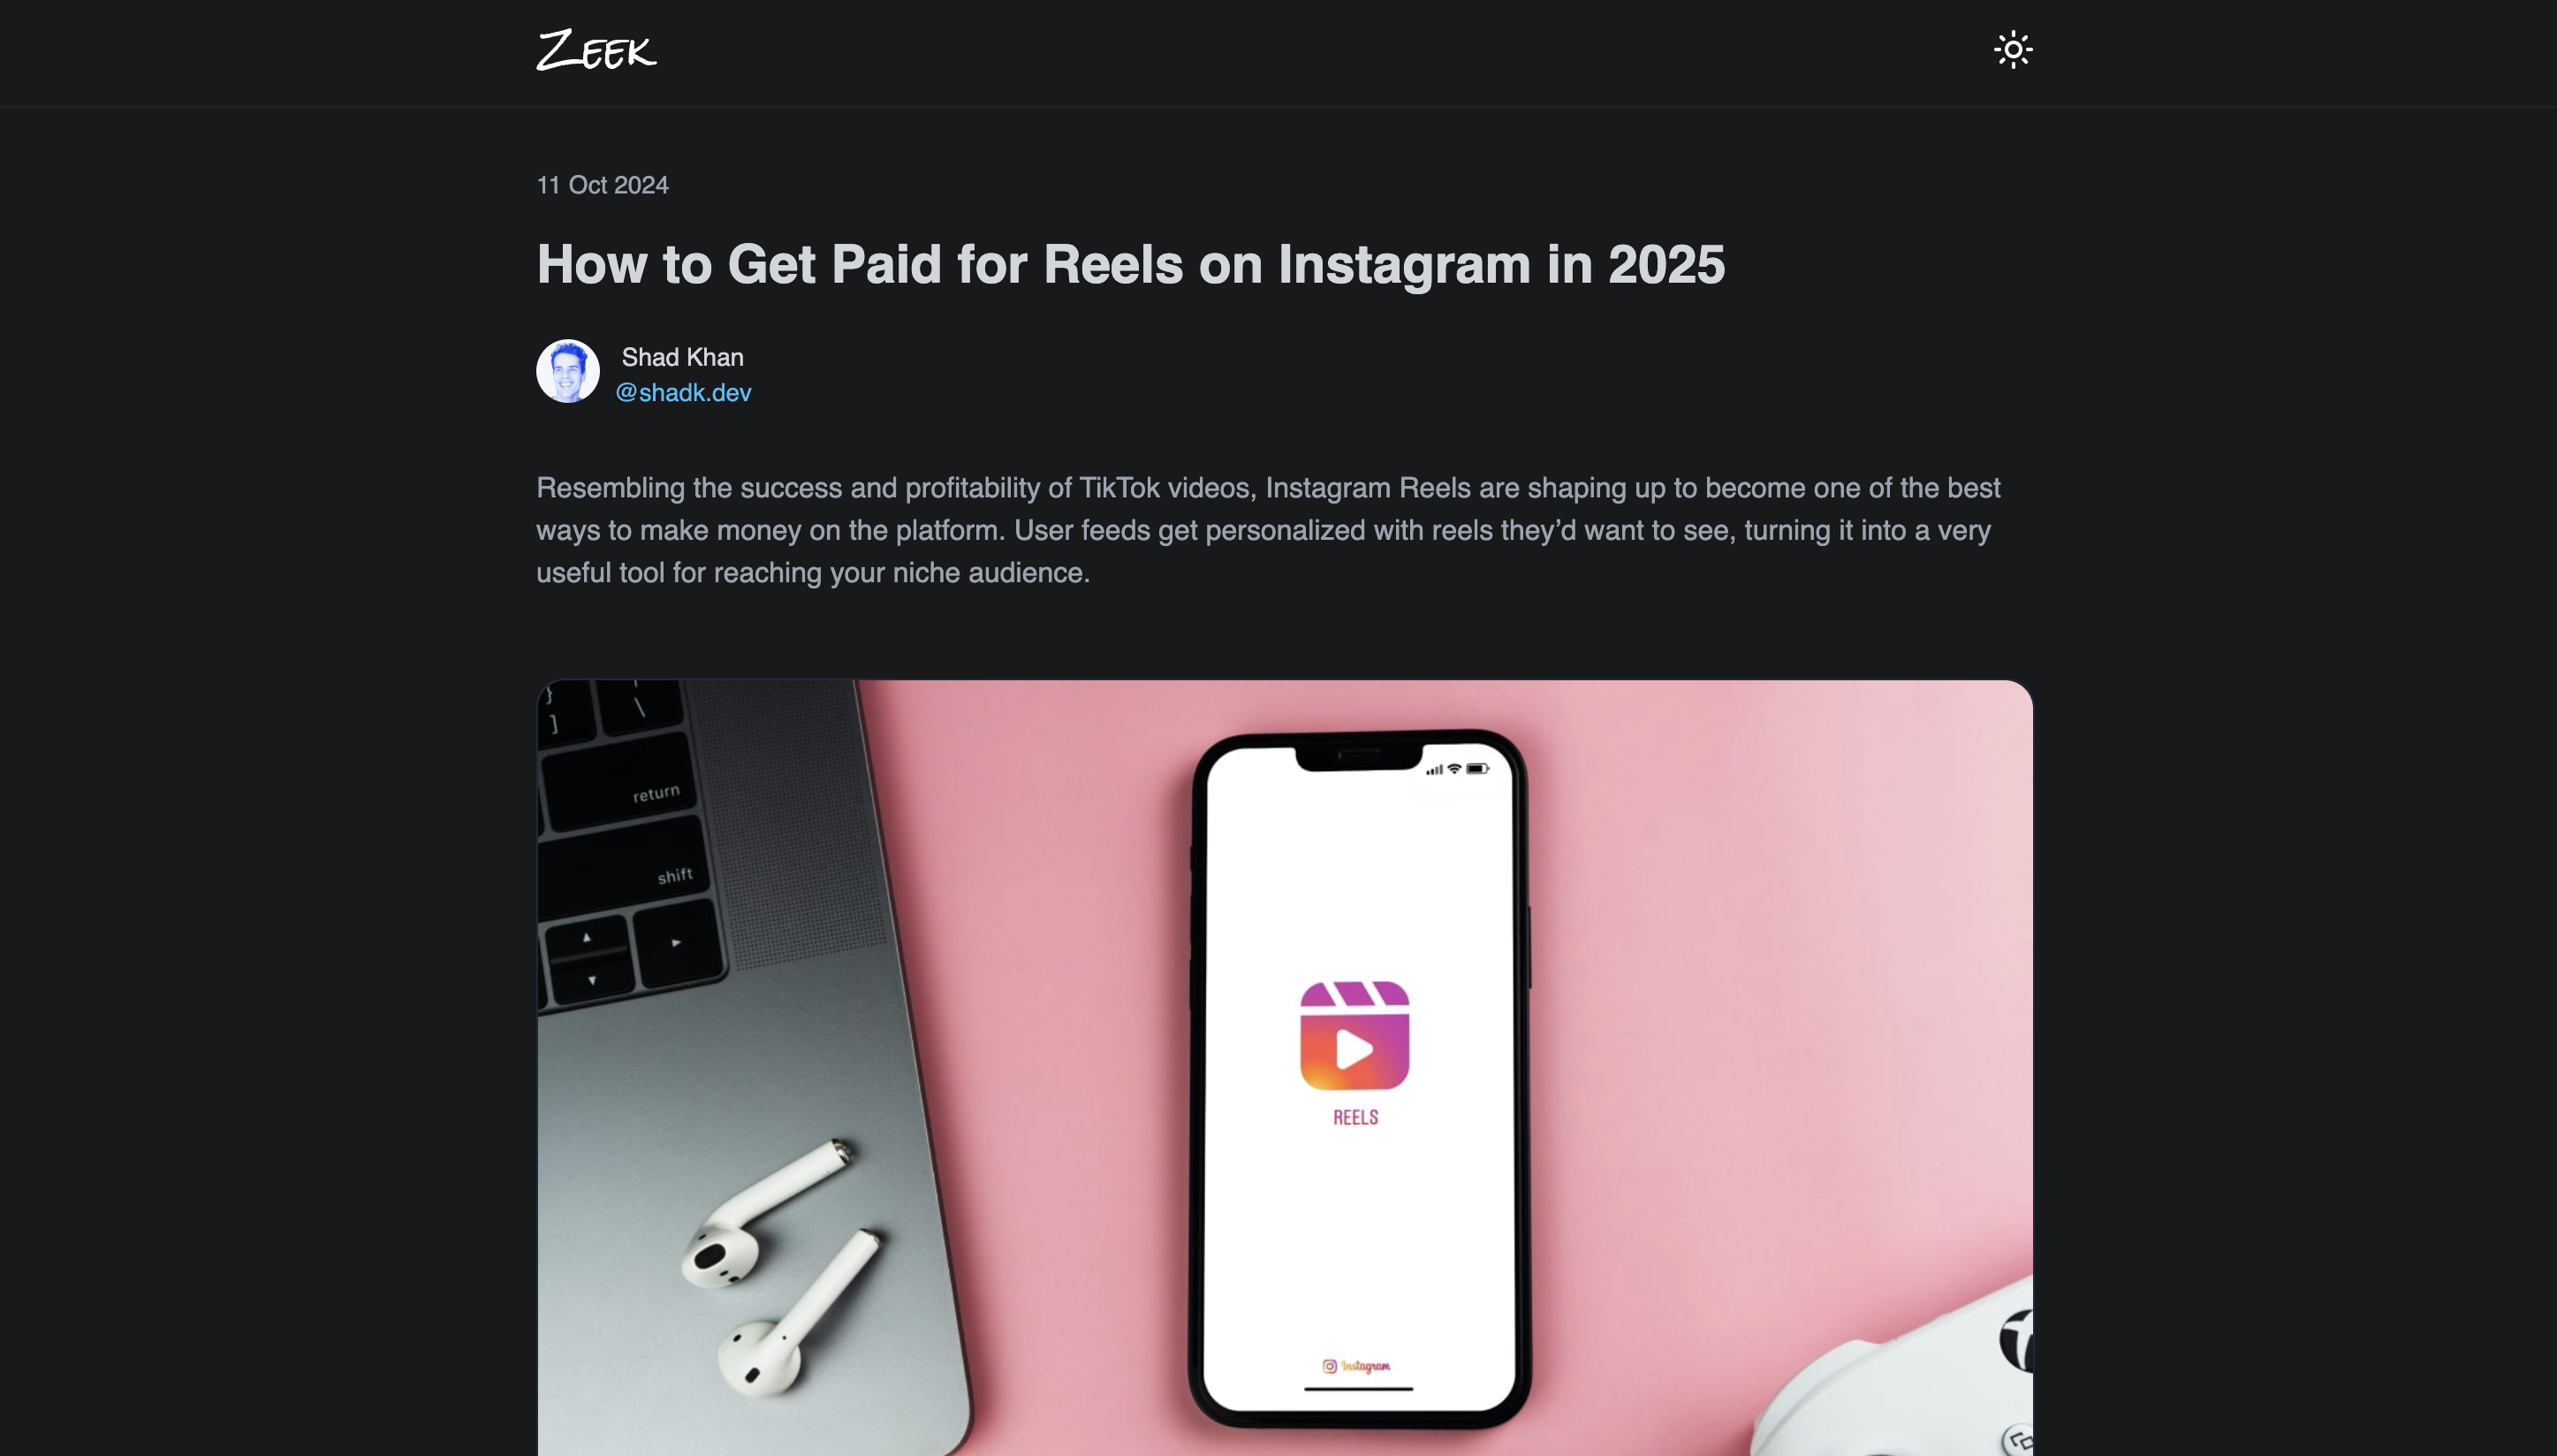 ZEEK
11 Oct 2024
How to Get Paid for Reels on Instagram in 2025
Shad Khan
@shadk.dev
Resembling the success and profitability of TikTok videos, Instagram Reels are shaping up to become one of the best
ways to make money on the platform. User feeds get personalized with reels they’d want to see, turning it into a very
useful tool for reaching your niche audience.
}
]
\
return
shift
REELS
Instagram